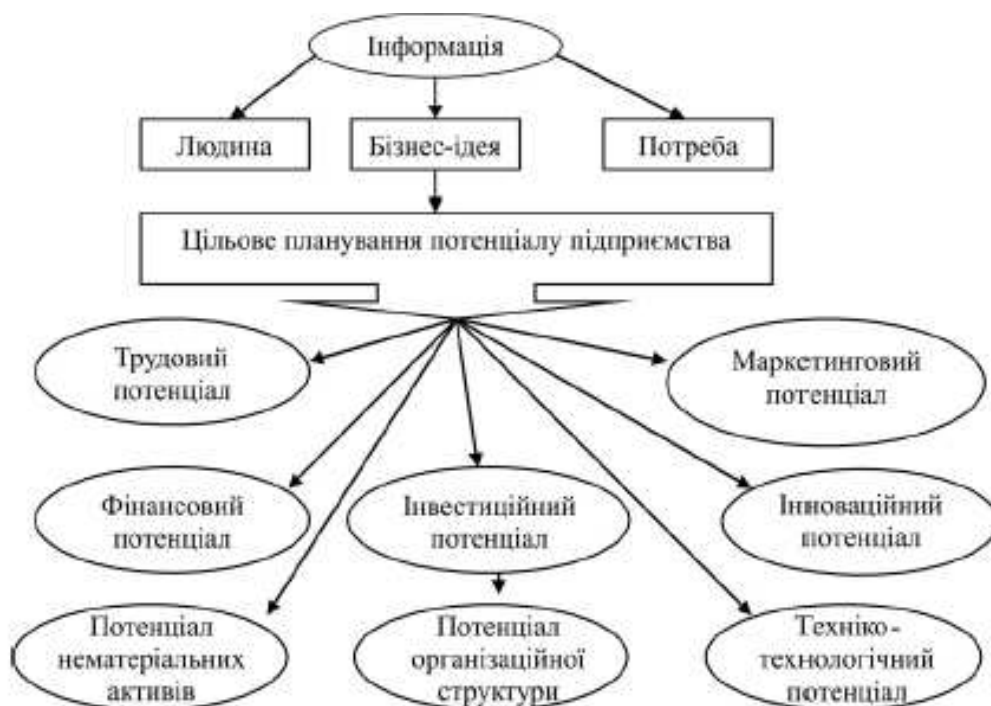 Інформація
Людина
Бізнес-ідея
Потреба
Цільове планування потенціалу підприємства
Трудовий
потенціал
Маркетинговий
потенціал
Фінансовий
потенціал
Інвестиційний
потенціал
Інноваційний
потенціал
Потенціал
нематеріальних
активів
Потенціал
організаційної
структури
Техніко-
технологічний
потенціал